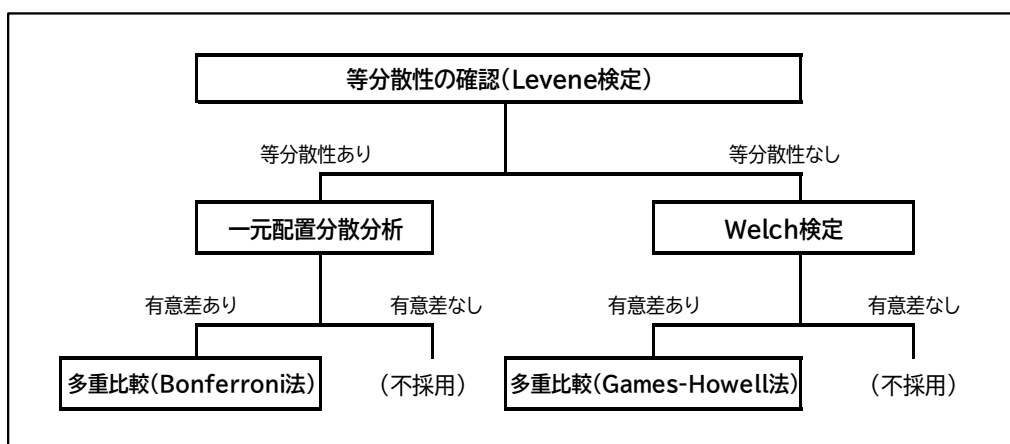 等分散性の確認(Levene検定)
等分散性あり
等分散性なし
一元配置分散分析
Welch検定
有意差あり
有意差なし
有意差あり
有意差なし
多重比較(Bonferroni法)
(不採用)
多重比較(Games-Howell法)
(不採用)